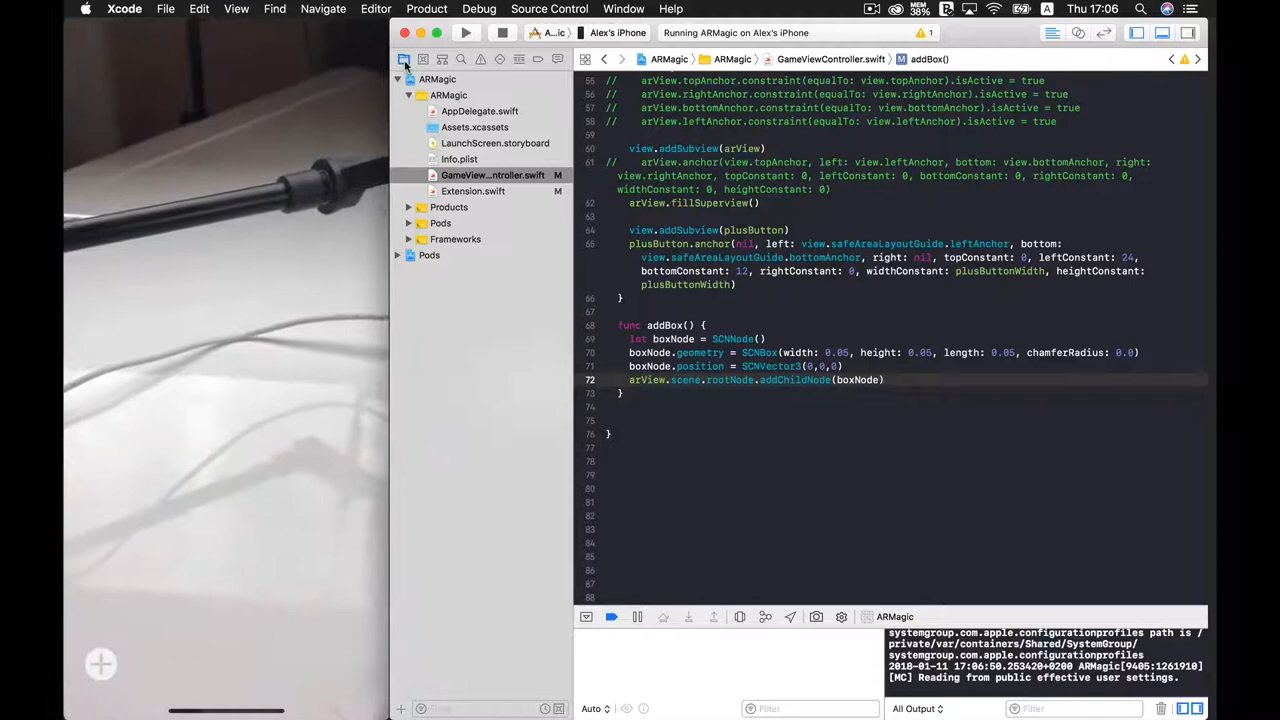 Xcode File Edit View Find Navigate Editor Product Debug Source Control Window Help MEM 38% A Thu 17:06
A...ic Alex's iPhone Running ARMagic on Alex's iPhone 1
ARMagic ARMagic GameViewController.swift M addBox()
ARMagic
ARMagic
AppDelegate.swift
Assets.xcassets
LaunchScreen.storyboard
Info.plist
GameView...ntroller.swift M
Extension.swift M
Products
Pods
Frameworks
Pods
55 // arView.topAnchor.constraint(equalTo: view.topAnchor).isActive = true
56 // arView.rightAnchor.constraint(equalTo: view.rightAnchor).isActive = true
57 // arView.bottomAnchor.constraint(equalTo: view.bottomAnchor).isActive = true
58 // arView.leftAnchor.constraint(equalTo: view.leftAnchor).isActive = true
59
60 view.addSubview(arView)
61 // arView.anchor(view.topAnchor, left: view.leftAnchor, bottom: view.bottomAnchor, right:
view.rightAnchor, topConstant: 0, leftConstant: 0, bottomConstant: 0, rightConstant: 0,
widthConstant: 0, heightConstant: 0)
62 arView.fillSuperview()
63
64 view.addSubview(plusButton)
65 plusButton.anchor(nil, left: view.safeAreaLayoutGuide.leftAnchor, bottom:
view.safeAreaLayoutGuide.bottomAnchor, right: nil, topConstant: 0, leftConstant: 24,
bottomConstant: 12, rightConstant: 0, widthConstant: plusButtonWidth, heightConstant:
plusButtonWidth)
66 }
67
68 func addBox() {
69 let boxNode = SCNNode()
70 boxNode.geometry = SCNBox(width: 0.05, height: 0.05, length: 0.05, chamferRadius: 0.0)
71 boxNode.position = SCNVector3(0,0,0)
72 arView.scene.rootNode.addChildNode(boxNode)
73 }
74
75
76 }
77
78
79
80
81
82
83
84
85
86
87
88
ARMagic
systemgroup.com.apple.configurationprofiles path is /
private/var/containers/Shared/SystemGroup/
systemgroup.com.apple.configurationprofiles
2018-01-11 17:06:50.253420+0200 ARMagic[9405:1261910]
[MC] Reading from public effective user settings.
Auto Filter All Output Filter